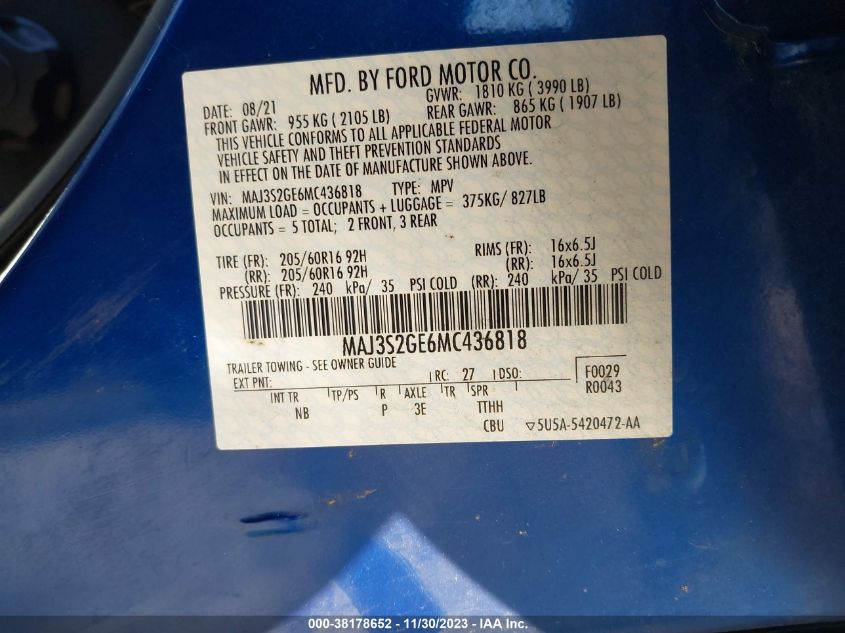 MFD. BY FORD MOTOR CO.
DATE: 08/21 GVWR: 1810 KG ( 3990 LB)
FRONT GAWR: 955 KG ( 2105 LB) REAR GAWR: 865 KG ( 1907 LB)
THIS VEHICLE CONFORMS TO ALL APPLICABLE FEDERAL MOTOR
VEHICLE SAFETY AND THEFT PREVENTION STANDARDS
IN EFFECT ON THE DATE OF MANUFACTURE SHOWN ABOVE.
VIN: MAJ3S2GE6MC436818 TYPE: MPV
MAXIMUM LOAD = OCCUPANTS + LUGGAGE = 375KG/ 827LB
OCCUPANTS = 5 TOTAL; 2 FRONT, 3 REAR
TIRE (FR): 205/60R16 92H RIMS (FR): 16x6.5J
(RR): 205/60R16 92H (RR): 16x6.5J
PRESSURE (FR): 240 kPa/ 35 PSI COLD (RR): 240 kPa/ 35 PSI COLD
MAJ3S2GE6MC436818
TRAILER TOWING - SEE OWNER GUIDE
EXT PNT: RC: 27 DSO: F0029
R0043
INT TR TP/PS R AXLE TR SPR
NB P 3E TTHH
CBU ▽5U5A-5420472-AA
000-38178652 - 11/30/2023 - IAA Inc.